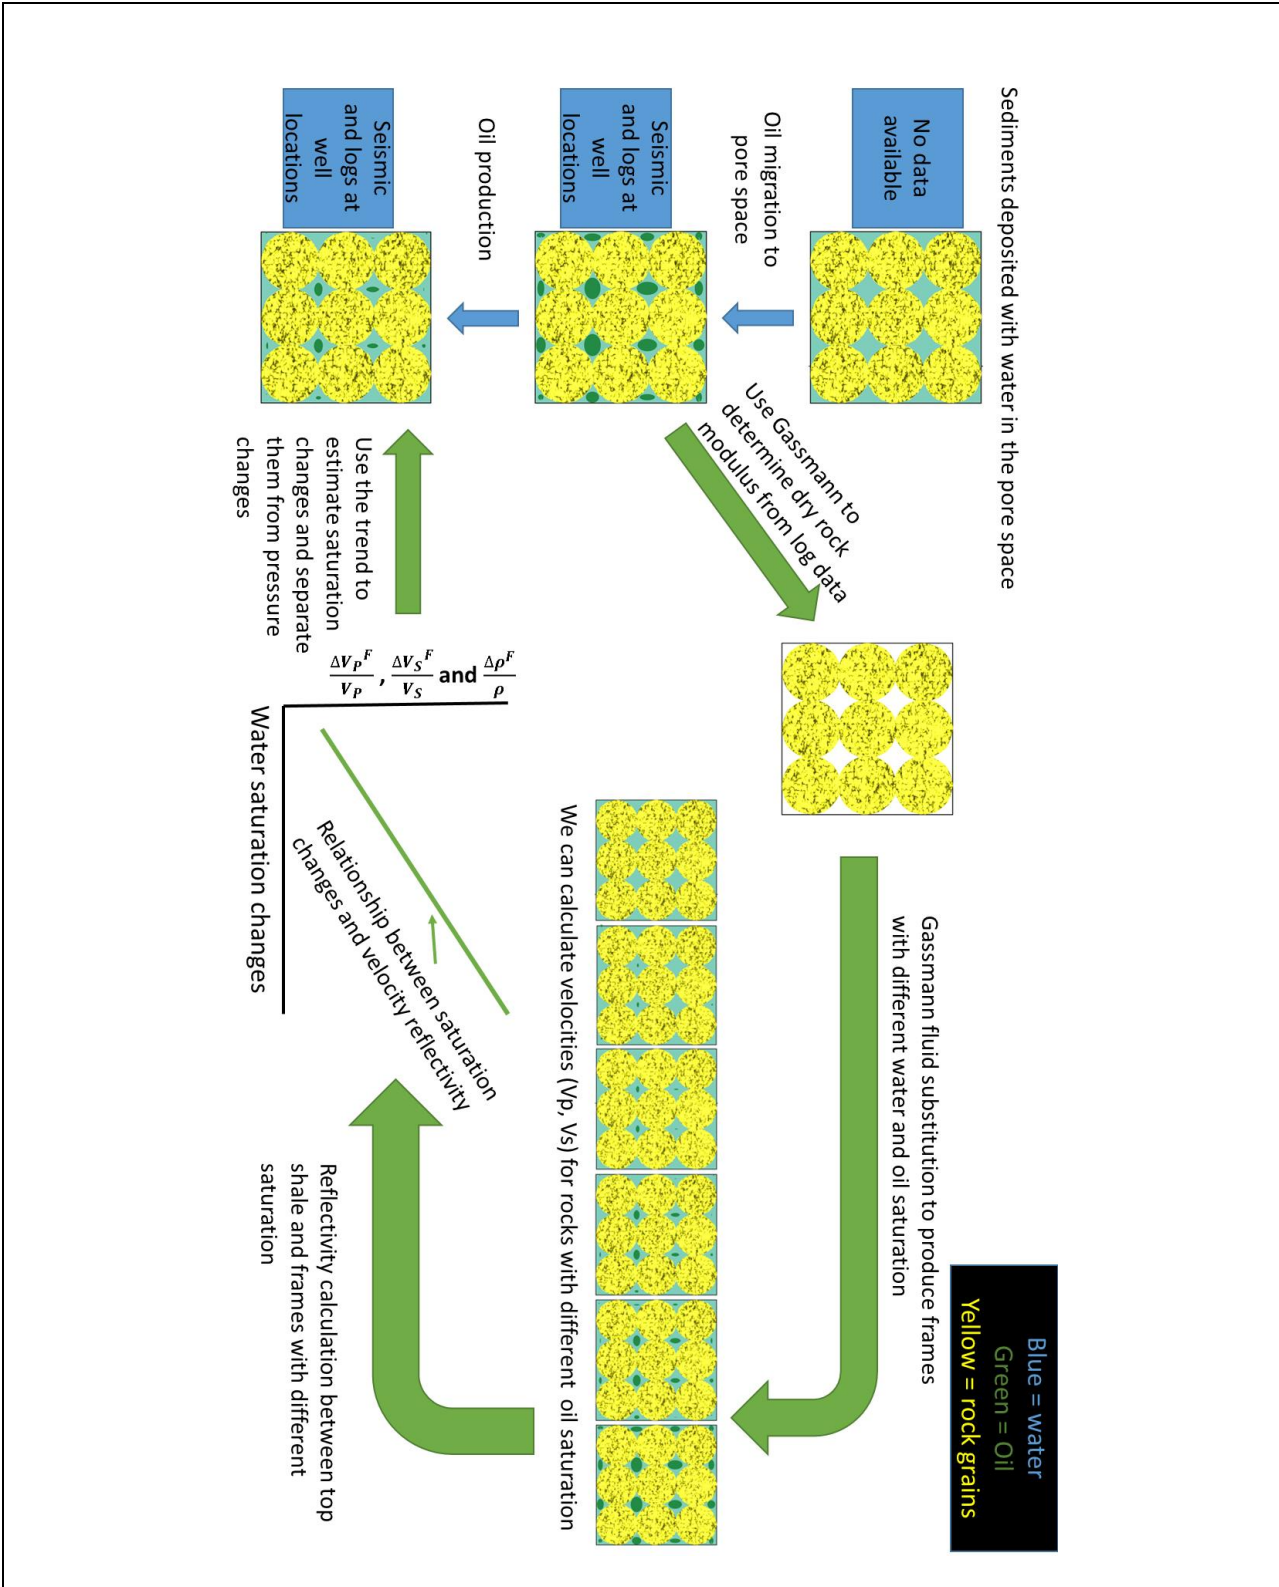 Sediments deposited with water in the pore space
No data
available
Oil migration to
pore space
Seismic
and logs at
well
locations
Oil production
Seismic
and logs at
well
locations
Use Gassmann to
determine dry rock
modulus from log data
Gassmann fluid substitution to produce frames
with different water and oil saturation
Blue = water
Green = Oil
Yellow = rock grains
We can calculate velocities (Vp, Vs) for rocks with different oil saturation
Reflectivity calculation between top
shale and frames with different
saturation
Relationship between saturation
changes and velocity reflectivity
ΔV_P^F/V_P , ΔV_S^F/V_S and Δρ^F/ρ
Water saturation changes
Use the trend to
estimate saturation
changes and separate
them from pressure
changes